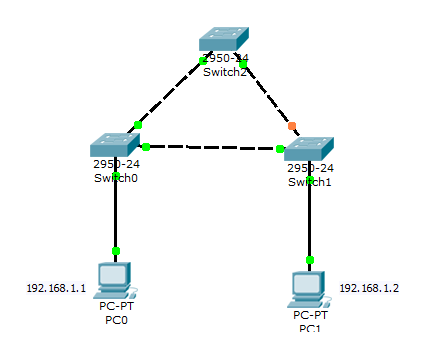 2950-24
Switch2
2950-24
Switch0
2950-24
Switch1
192.168.1.1
PC-PT
PC0
192.168.1.2
PC-PT
PC1